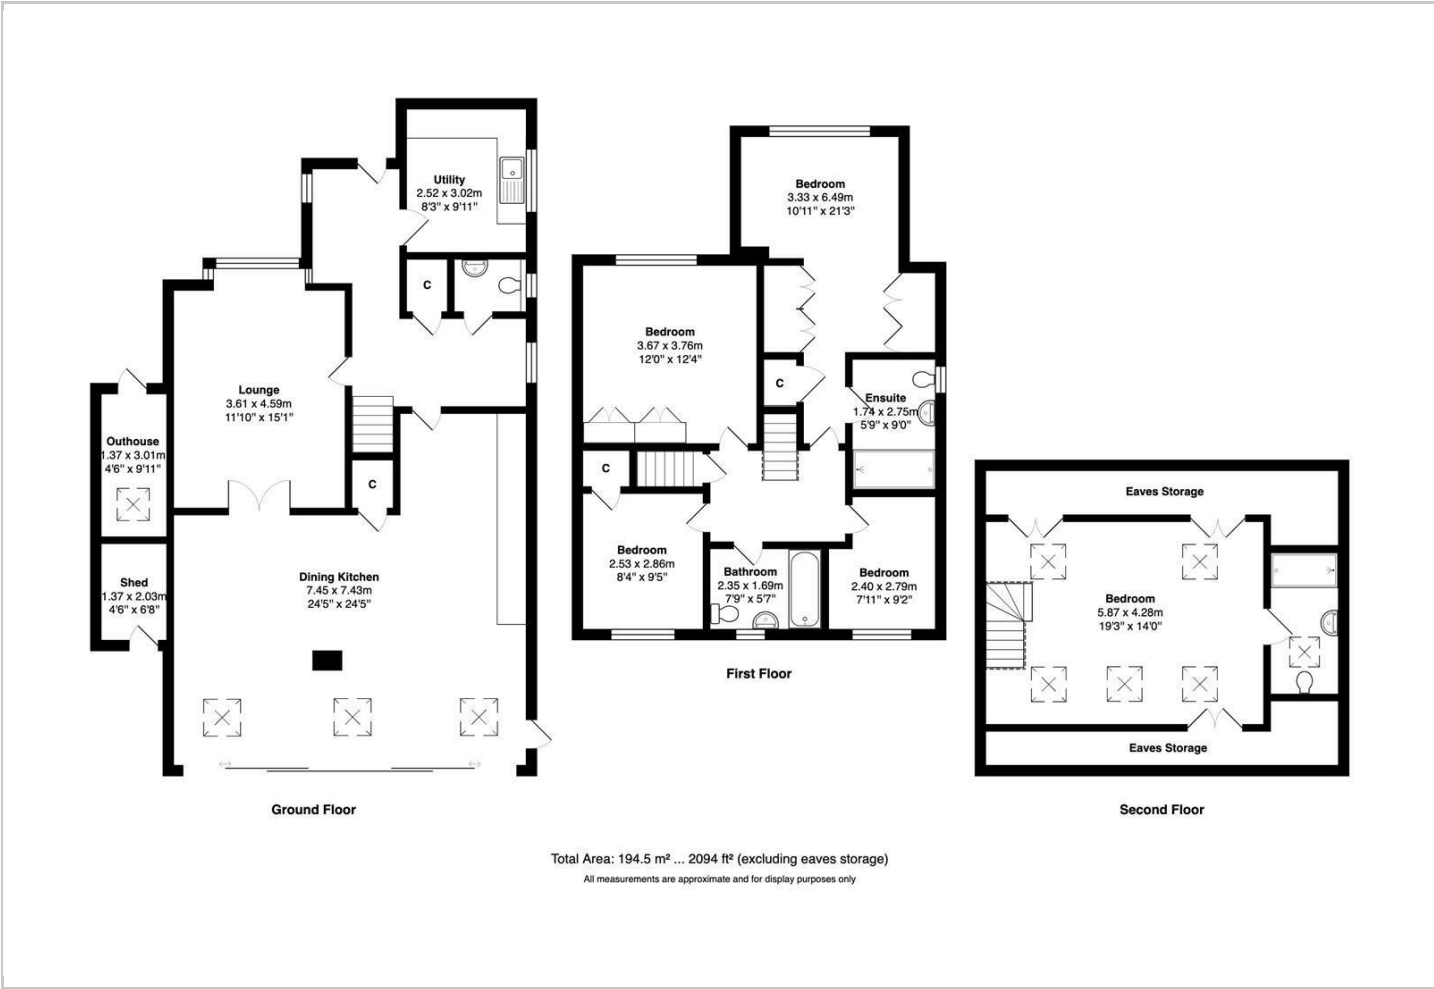 Utility
2.52 x 3.02m
8'3" x 9'11"
C
Lounge
3.61 x 4.59m
11'10" x 15'1"
Outhouse
1.37 x 3.01m
4'6" x 9'11"
C
Shed
1.37 x 2.03m
4'6" x 6'8"
Dining Kitchen
7.45 x 7.43m
24'5" x 24'5"
Ground Floor
Bedroom
3.33 x 6.49m
10'11" x 21'3"
Bedroom
3.67 x 3.76m
12'0" x 12'4"
C
Ensuite
1.74 x 2.75m
5'9" x 9'0"
C
Bedroom
2.53 x 2.86m
8'4" x 9'5"
Bathroom
2.35 x 1.69m
7'9" x 5'7"
Bedroom
2.40 x 2.79m
7'11" x 9'2"
First Floor
Eaves Storage
Bedroom
5.87 x 4.28m
19'3" x 14'0"
Eaves Storage
Second Floor
Total Area: 194.5 m² ... 2094 ft² (excluding eaves storage)
All measurements are approximate and for display purposes only